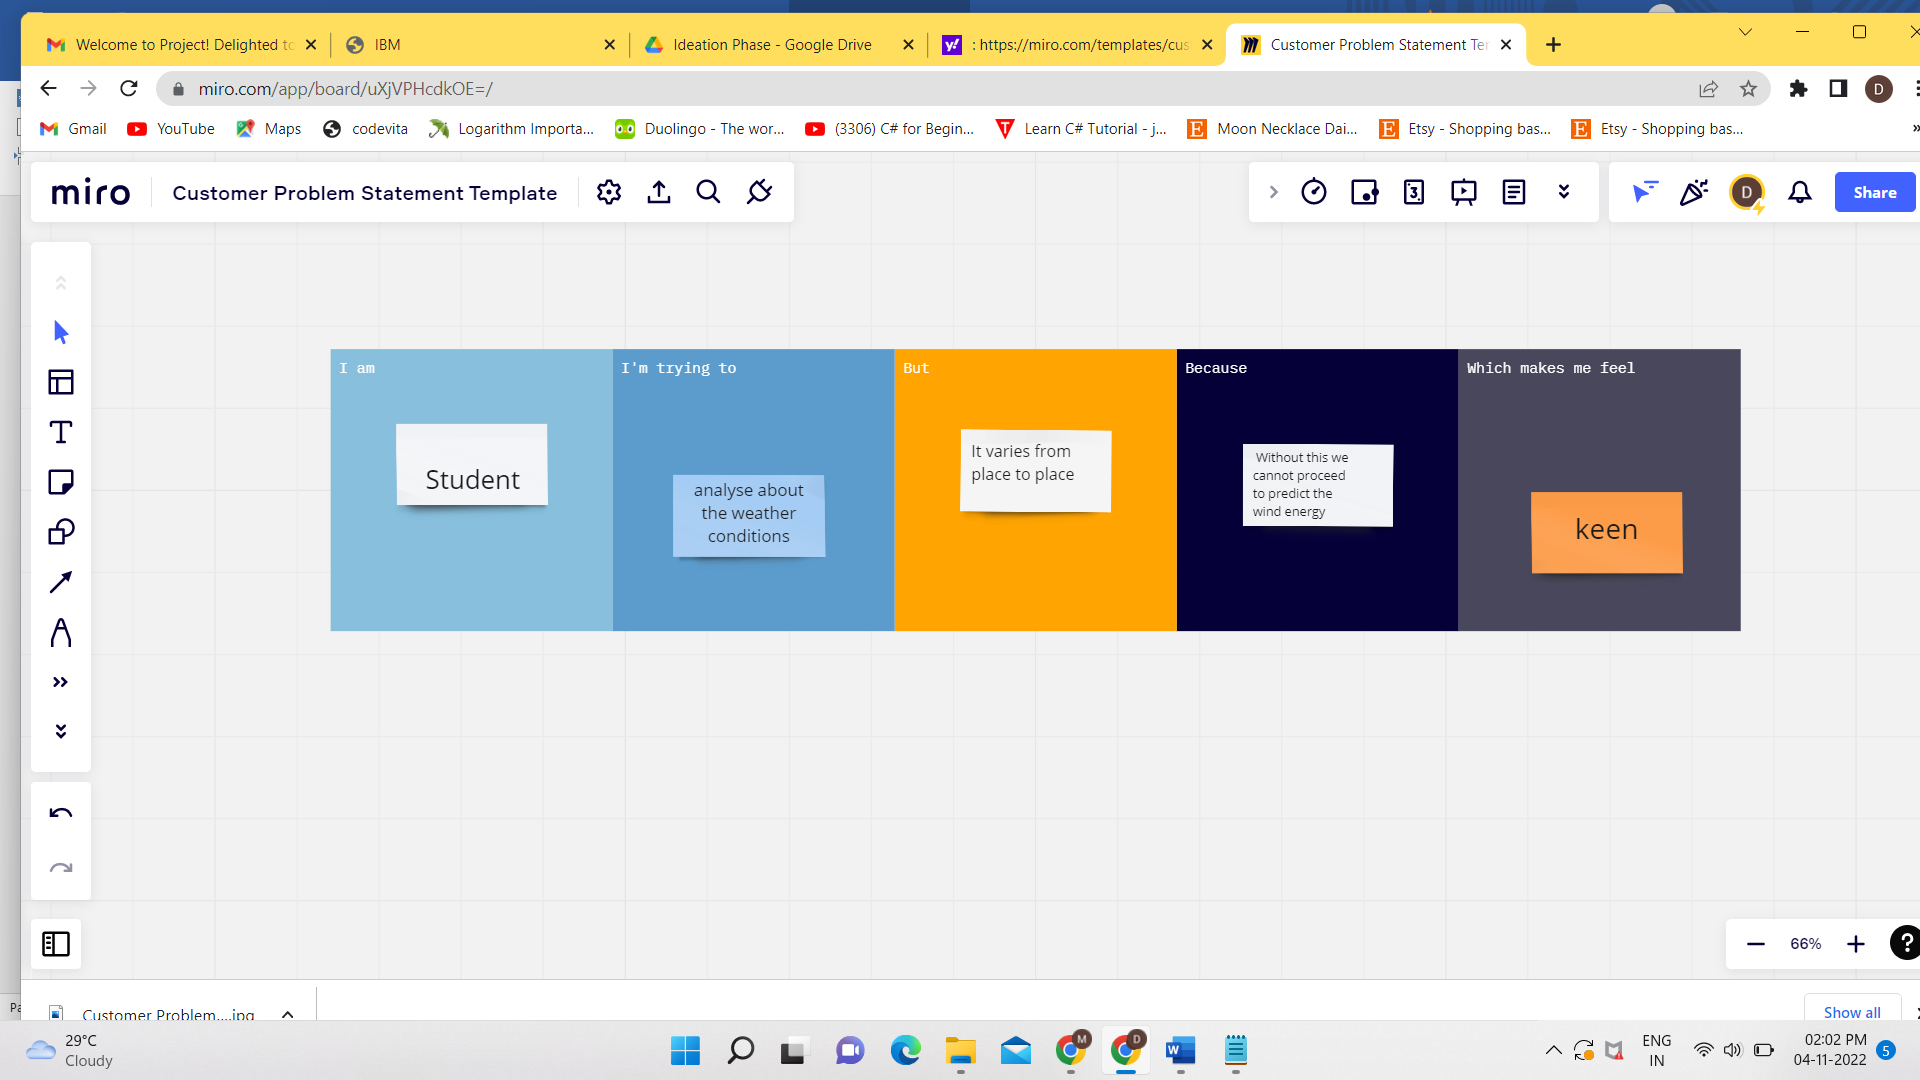 Welcome to Project! Delighted to
IBM
Ideation Phase - Google Drive
: https://miro.com/templates/cus
Customer Problem Statement Ter
miro.com/app/board/uXjVPHcdkOE=/
D
Gmail
YouTube
Maps
codevita
Logarithm Importa...
Duolingo - The wor...
(3306) C# for Begin...
Learn C# Tutorial - j...
Moon Necklace Dai...
Etsy - Shopping bas...
Etsy - Shopping bas...
»
miro
Customer Problem Statement Template
D
Share
I am
Student
I'm trying to
analyse about
the weather
conditions
But
It varies from
place to place
Because
Without this we
cannot proceed
to predict the
wind energy
Which makes me feel
keen
66%
?
Pa
Customer Problem....jpg
Show all
29°C
Cloudy
M
D
ENG
IN
02:02 PM
04-11-2022
5